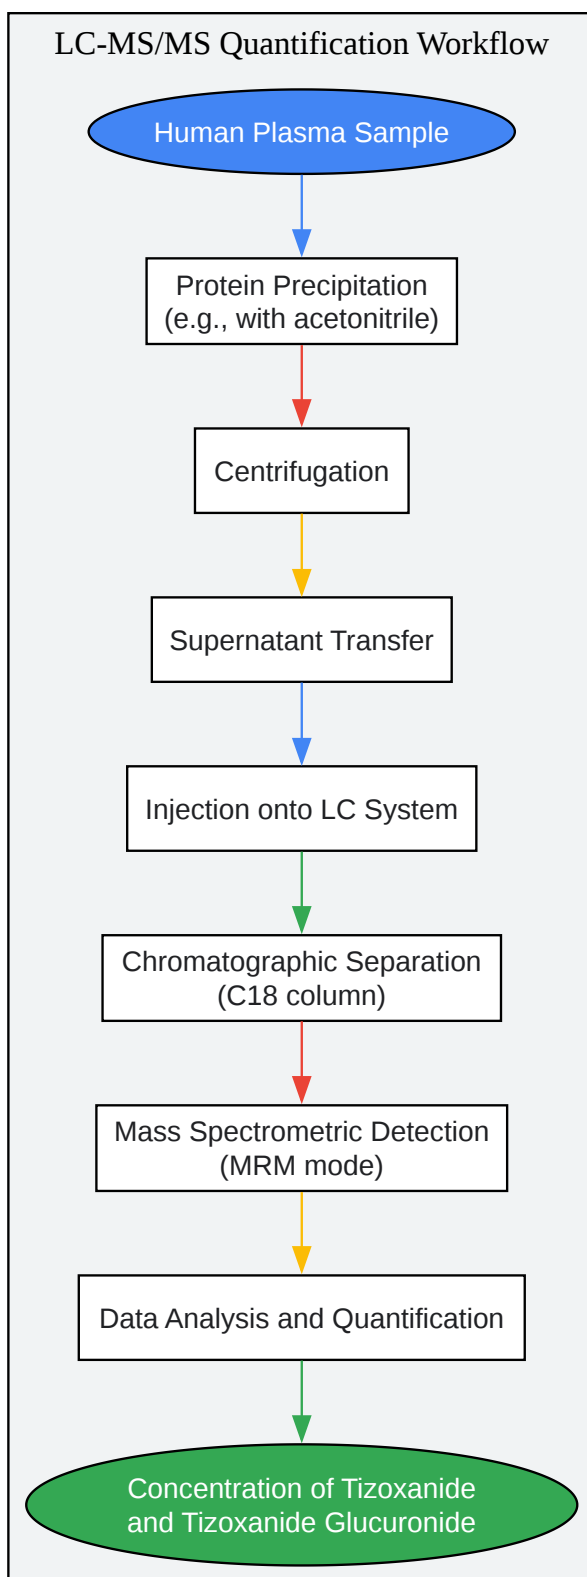 LC-MS/MS Quantification Workflow
Human Plasma Sample
Protein Precipitation
(e.g., with acetonitrile)
Centrifugation
Supernatant Transfer
Injection onto LC System
Chromatographic Separation
(C18 column)
Mass Spectrometric Detection
(MRM mode)
Data Analysis and Quantification
Concentration of Tizoxanide
and Tizoxanide Glucuronide